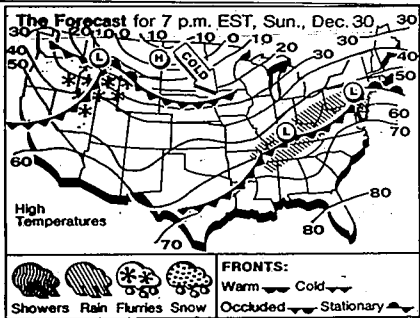 The Forecast for 7 p.m. EST, Sun., Dec. 30
30 20 10 0 10 10 0 10 30 30
40 L H COLD 20 30 40
50 L 50
60 L 60
70
80
High
Temperatures 70 80
Showers Rain Flurries Snow
FRONTS:
Warm Cold
Occluded Stationary